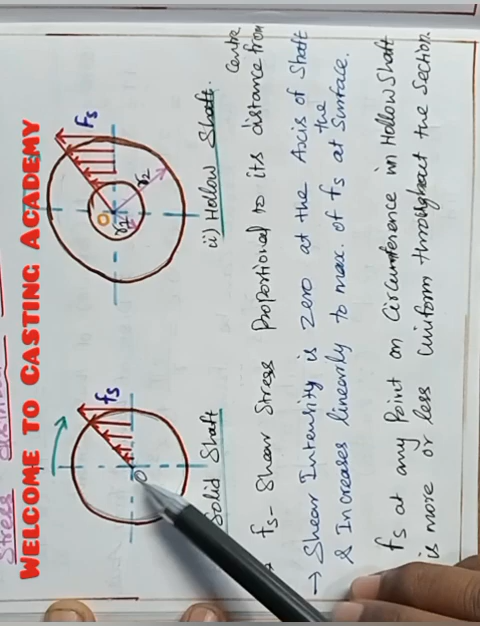 Stress
WELCOME TO CASTING ACADEMY
fs
fs
O
O
r1
r2
Solid Shaft
ii) Hollow Shaft.
fs - Shear Stress Proportional to its distance from Centre
→ Shear Intensity is Zero at the Axis of Shaft
& Increases linearly to max. of fs at the Surface.
fs at any Point on Circumference in Hollow Shaft
is more or less Uniform throughout the Section.